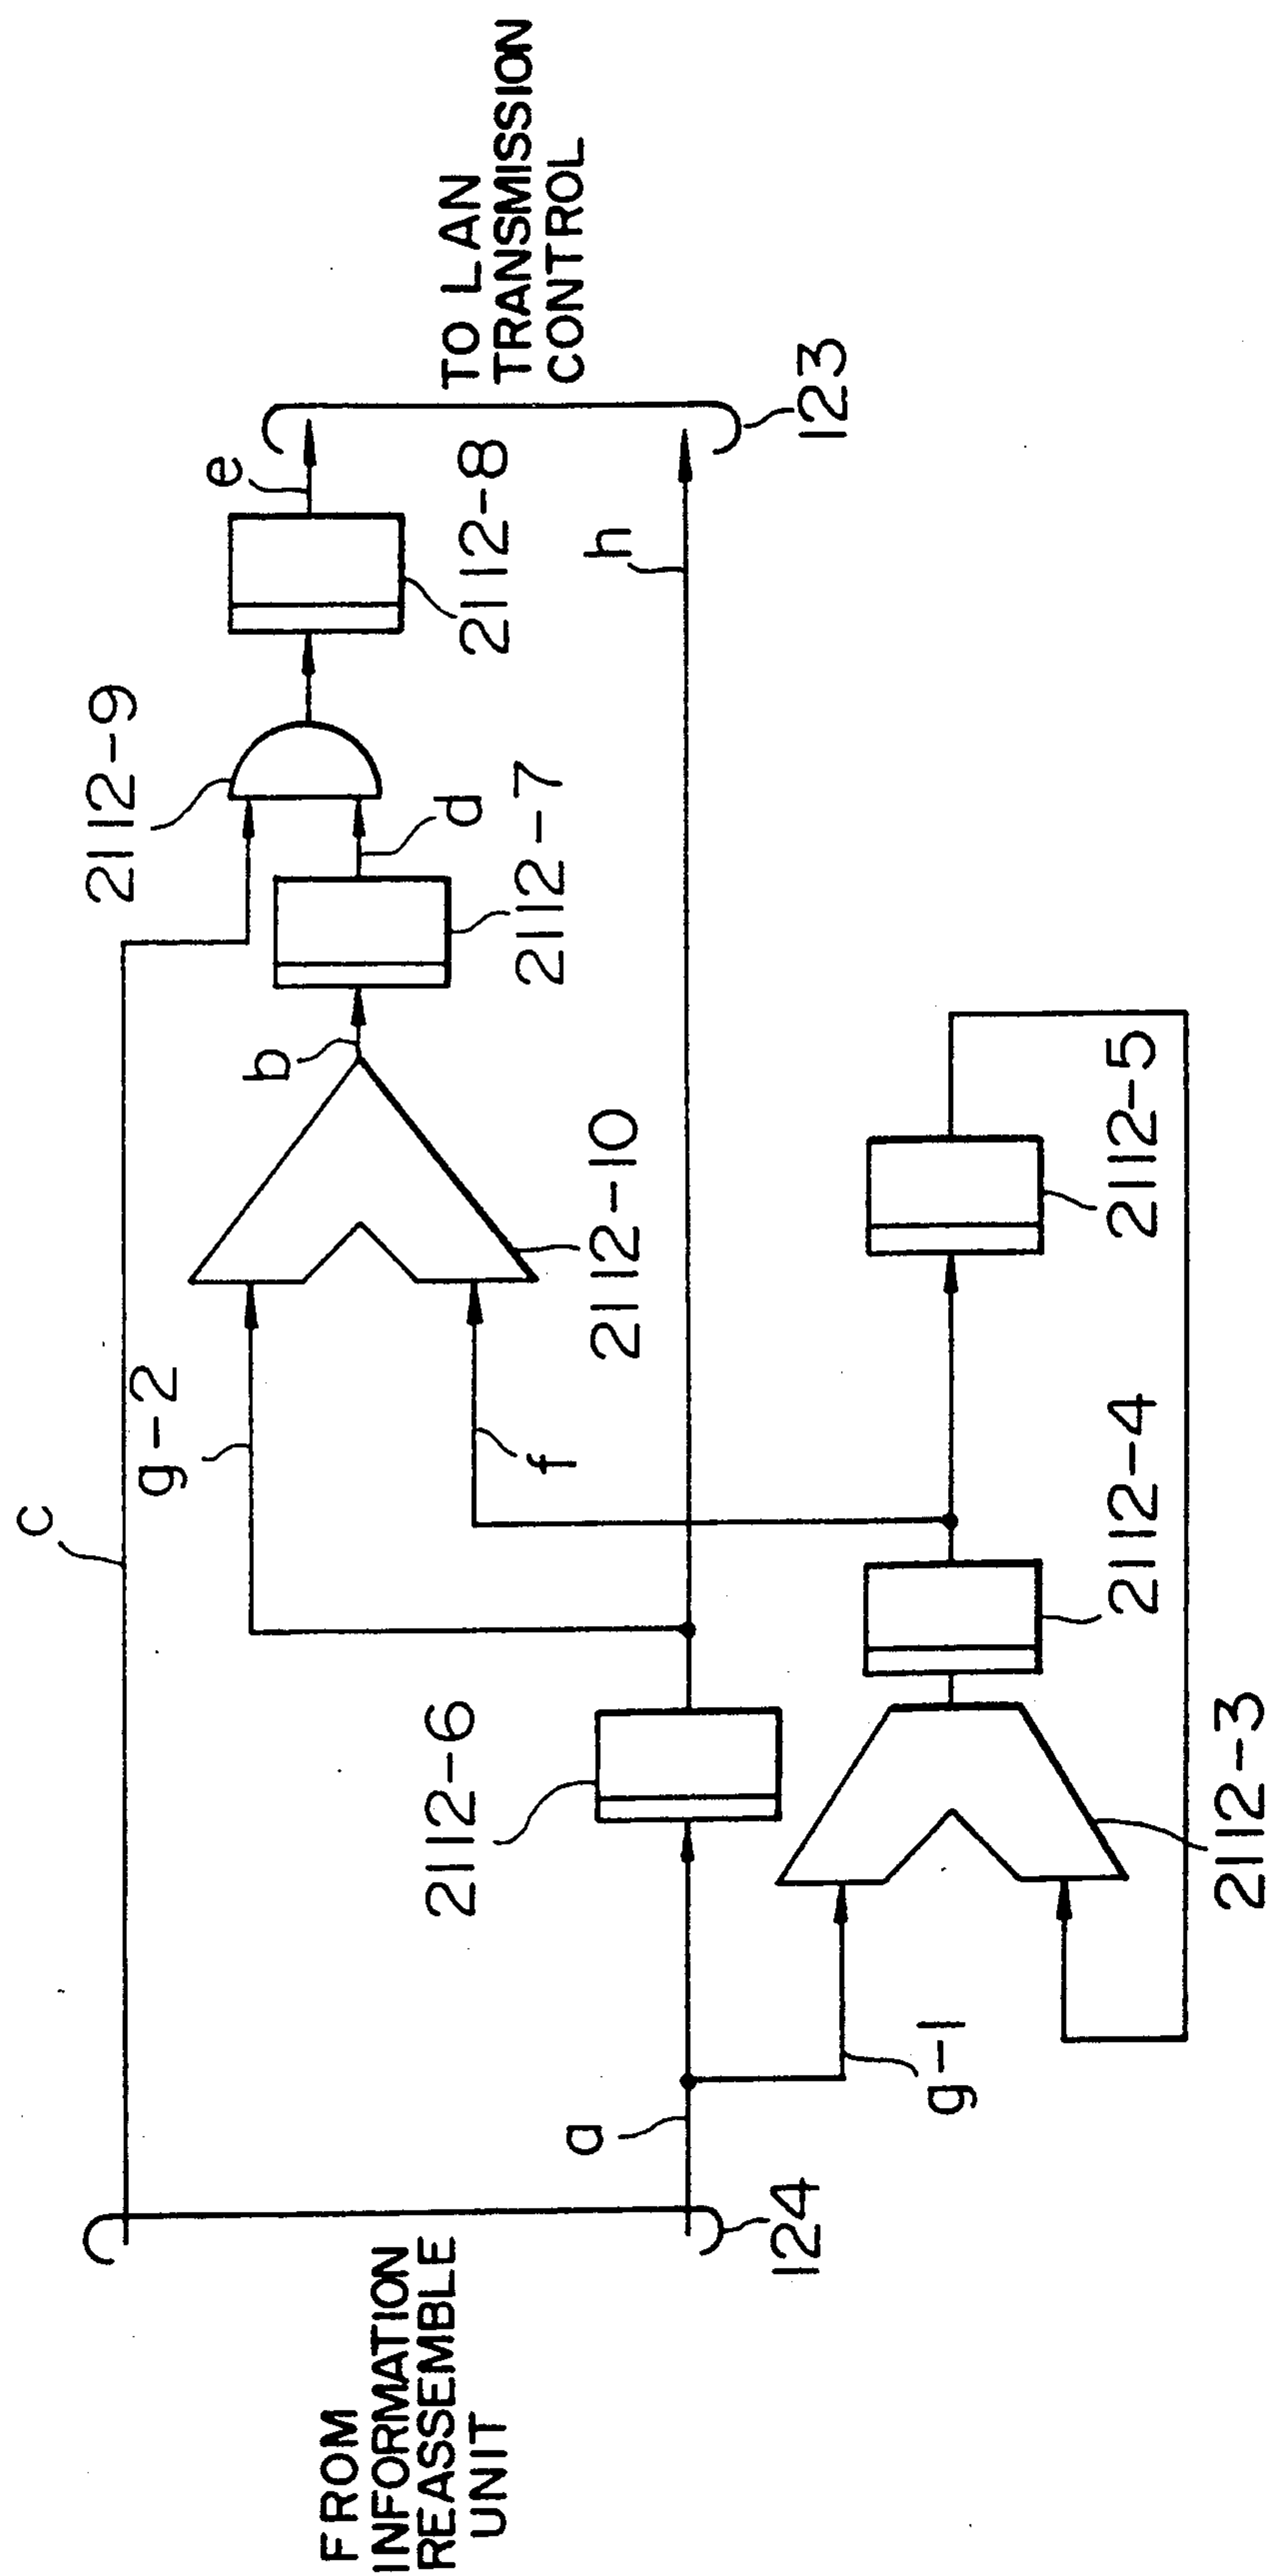 FROM
INFORMATION
REASSEMBLE
UNIT
124
c
a
g-1
2112-6
2112-3
2112-4
2112-5
g-2
f
2112-10
b
2112-7
d
2112-9
2112-8
e
h
123
TO LAN
TRANSMISSION
CONTROL